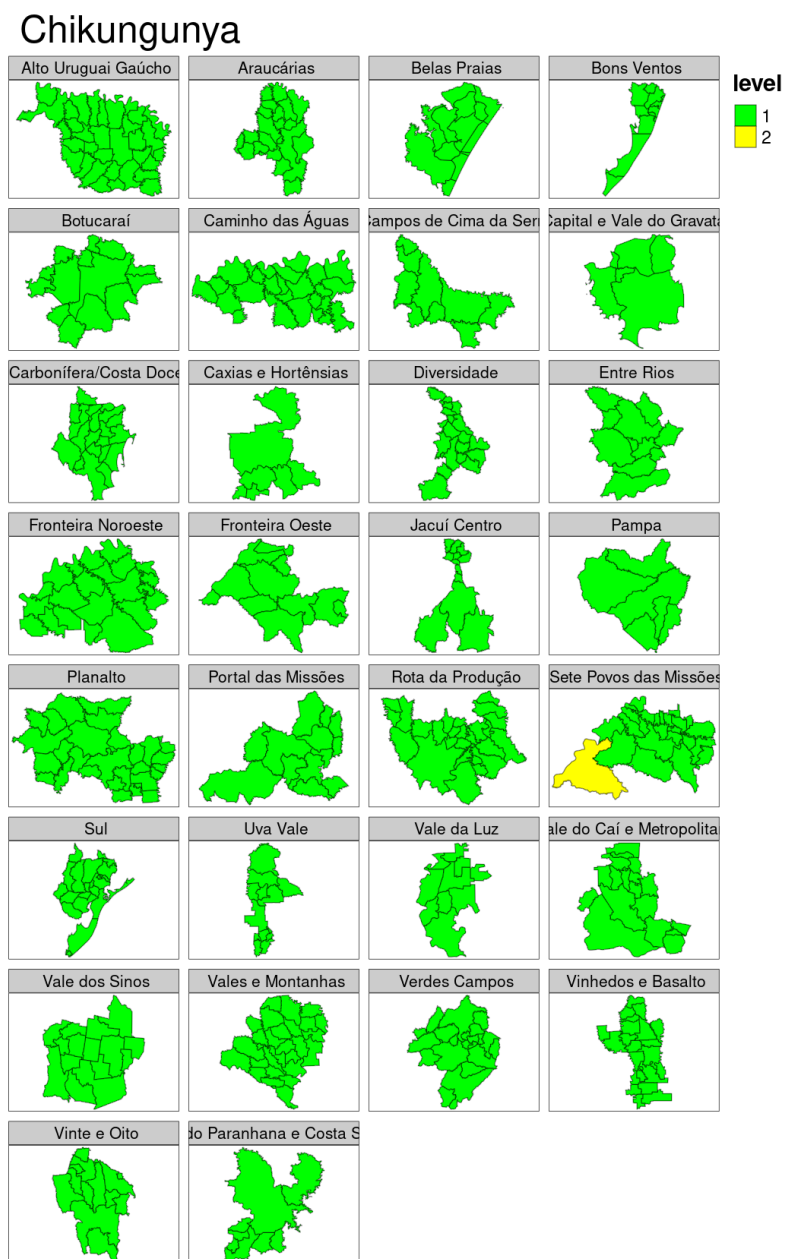 Chikungunya
Alto Uruguai Gaúcho
Araucárias
Belas Praias
Bons Ventos
level
1
2
Botucaraí
Caminho das Águas
Campos de Cima da Ser
Capital e Vale do Gravata
Carbonífera/Costa Doce
Caxias e Hortênsias
Diversidade
Entre Rios
Fronteira Noroeste
Fronteira Oeste
Jacuí Centro
Pampa
Planalto
Portal das Missões
Rota da Produção
Sete Povos das Missões
Sul
Uva Vale
Vale da Luz
ale do Caí e Metropolita
Vale dos Sinos
Vales e Montanhas
Verdes Campos
Vinhedos e Basalto
Vinte e Oito
do Paranhana e Costa S